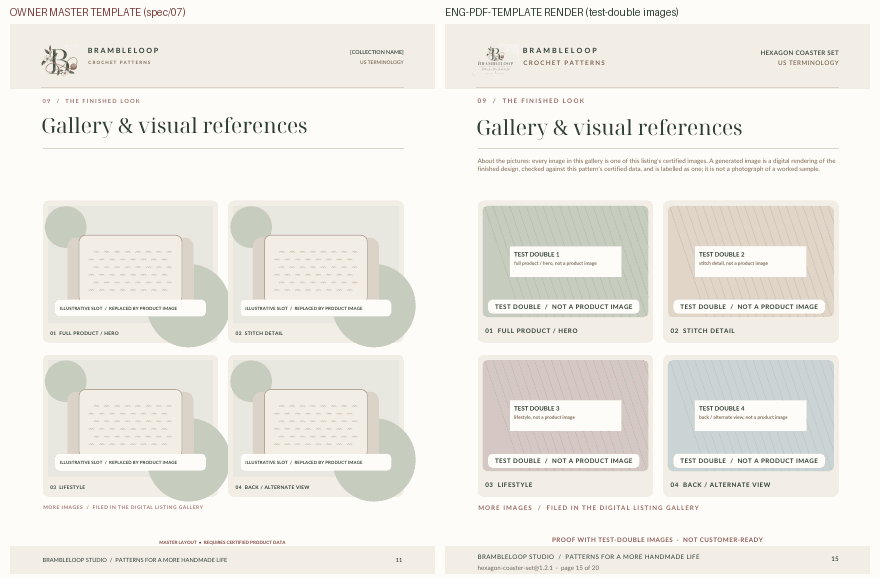 OWNER MASTER TEMPLATE (spec/07)
BRAMBLELOOP
CROCHET PATTERNS
[COLLECTION NAME]
US TERMINOLOGY
09 / THE FINISHED LOOK
Gallery & visual references
ILLUSTRATIVE SLOT / REPLACED BY PRODUCT IMAGE
01 FULL PRODUCT / HERO
ILLUSTRATIVE SLOT / REPLACED BY PRODUCT IMAGE
02 STITCH DETAIL
ILLUSTRATIVE SLOT / REPLACED BY PRODUCT IMAGE
03 LIFESTYLE
ILLUSTRATIVE SLOT / REPLACED BY PRODUCT IMAGE
04 BACK / ALTERNATE VIEW
MORE IMAGES / FILED IN THE DIGITAL LISTING GALLERY
MASTER LAYOUT • REQUIRES CERTIFIED PRODUCT DATA
BRAMBLELOOP STUDIO / PATTERNS FOR A MORE HANDMADE LIFE
11
ENG-PDF-TEMPLATE RENDER (test-double images)
BRAMBLELOOP
BRAMBLELOOP
CROCHET PATTERNS
HEXAGON COASTER SET
US TERMINOLOGY
09 / THE FINISHED LOOK
Gallery & visual references
About the pictures: every image in this gallery is one of this listing's certified images. A generated image is a digital rendering of the
finished design, checked against this pattern's certified data, and is labelled as one; it is not a photograph of a worked sample.
TEST DOUBLE 1
full product / hero, not a product image
TEST DOUBLE / NOT A PRODUCT IMAGE
01 FULL PRODUCT / HERO
TEST DOUBLE 2
stitch detail, not a product image
TEST DOUBLE / NOT A PRODUCT IMAGE
02 STITCH DETAIL
TEST DOUBLE 3
lifestyle, not a product image
TEST DOUBLE / NOT A PRODUCT IMAGE
03 LIFESTYLE
TEST DOUBLE 4
back / alternate view, not a product image
TEST DOUBLE / NOT A PRODUCT IMAGE
04 BACK / ALTERNATE VIEW
MORE IMAGES / FILED IN THE DIGITAL LISTING GALLERY
PROOF WITH TEST-DOUBLE IMAGES - NOT CUSTOMER-READY
BRAMBLELOOP STUDIO / PATTERNS FOR A MORE HANDMADE LIFE
15
hexagon-coaster-set@1.2.1 - page 15 of 20